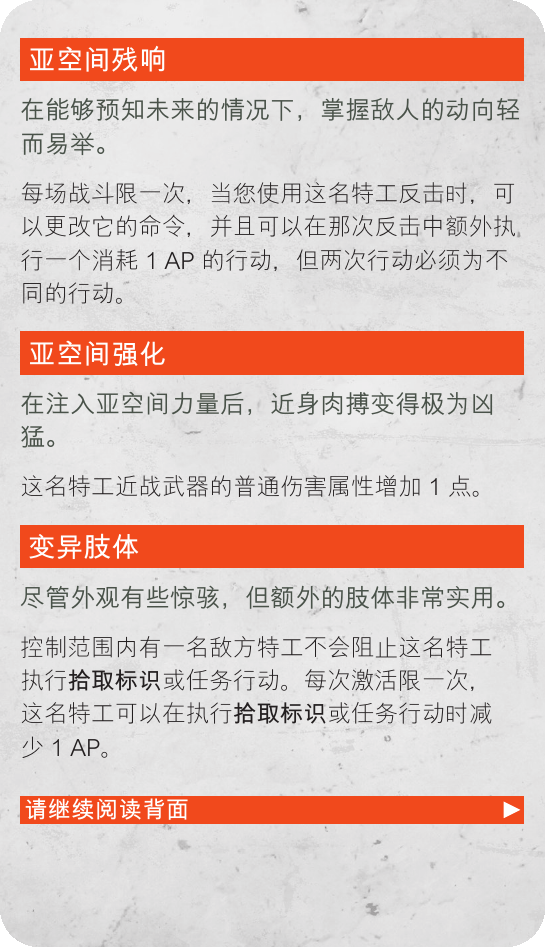 亚空间残响
在能够预知未来的情况下，掌握敌人的动向轻
而易举。
每场战斗限一次，当您使用这名特工反击时，可
以更改它的命令，并且可以在那次反击中额外执
行一个消耗 1 AP 的行动，但两次行动必须为不
同的行动。
亚空间强化
在注入亚空间力量后，近身肉搏变得极为凶
猛。
这名特工近战武器的普通伤害属性增加 1 点。
变异肢体
尽管外观有些惊骇，但额外的肢体非常实用。
控制范围内有一名敌方特工不会阻止这名特工
执行拾取标识或任务行动。每次激活限一次，
这名特工可以在执行拾取标识或任务行动时减
少 1 AP。
请继续阅读背面 ▶